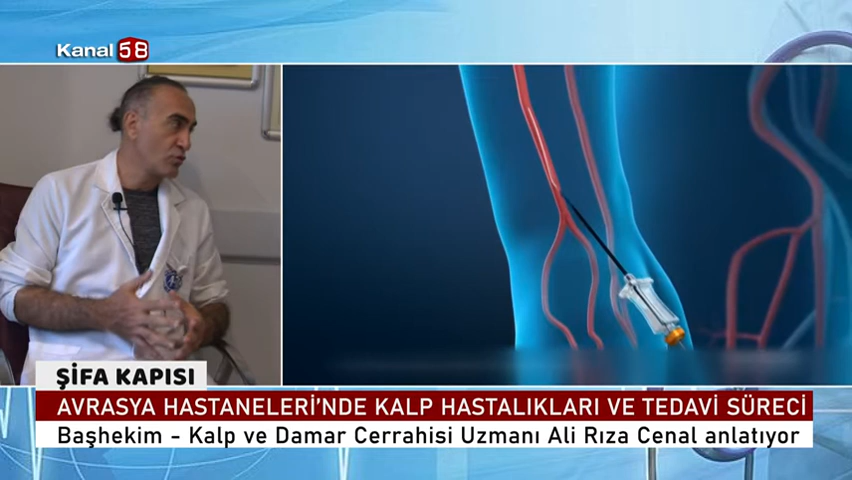 Kanal 58
ŞİFA KAPISI
AVRASYA HASTANELERİ'NDE KALP HASTALIKLARI VE TEDAVİ SÜRECİ
Başhekim - Kalp ve Damar Cerrahisi Uzmanı Ali Rıza Cenal anlatıyor